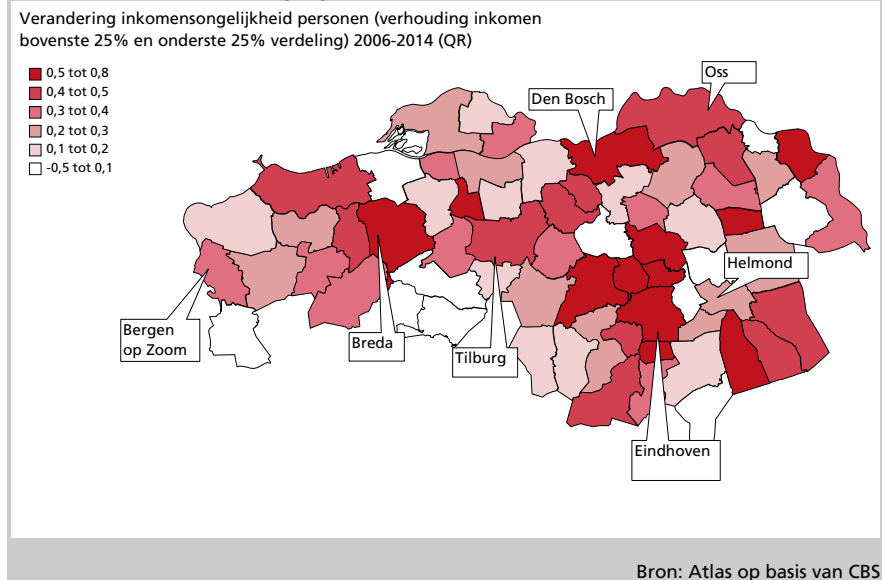 Verandering inkomensongelijkheid personen (verhouding inkomen
bovenste 25% en onderste 25% verdeling) 2006-2014 (QR)
0,5 tot 0,8
0,4 tot 0,5
0,3 tot 0,4
0,2 tot 0,3
0,1 tot 0,2
-0,5 tot 0,1
Oss
Den Bosch
Helmond
Bergen
op Zoom
Breda
Tilburg
Eindhoven
Bron: Atlas op basis van CBS